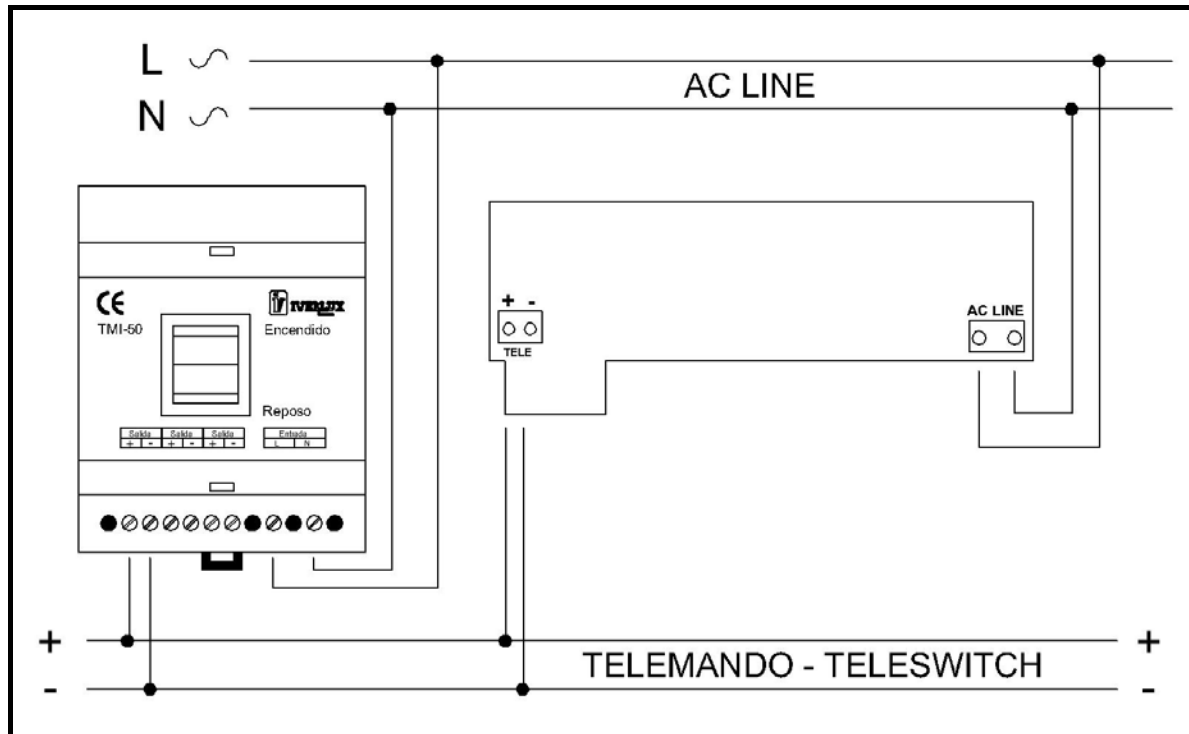 L
AC LINE
N
CE
IVERLUX
TMI-50
Encendido
+ -
TELE
AC LINE
Reposo
Salida Salida Salida Entrada
+ - + - + - L N
+ +
TELEMANDO - TELESWITCH
- -